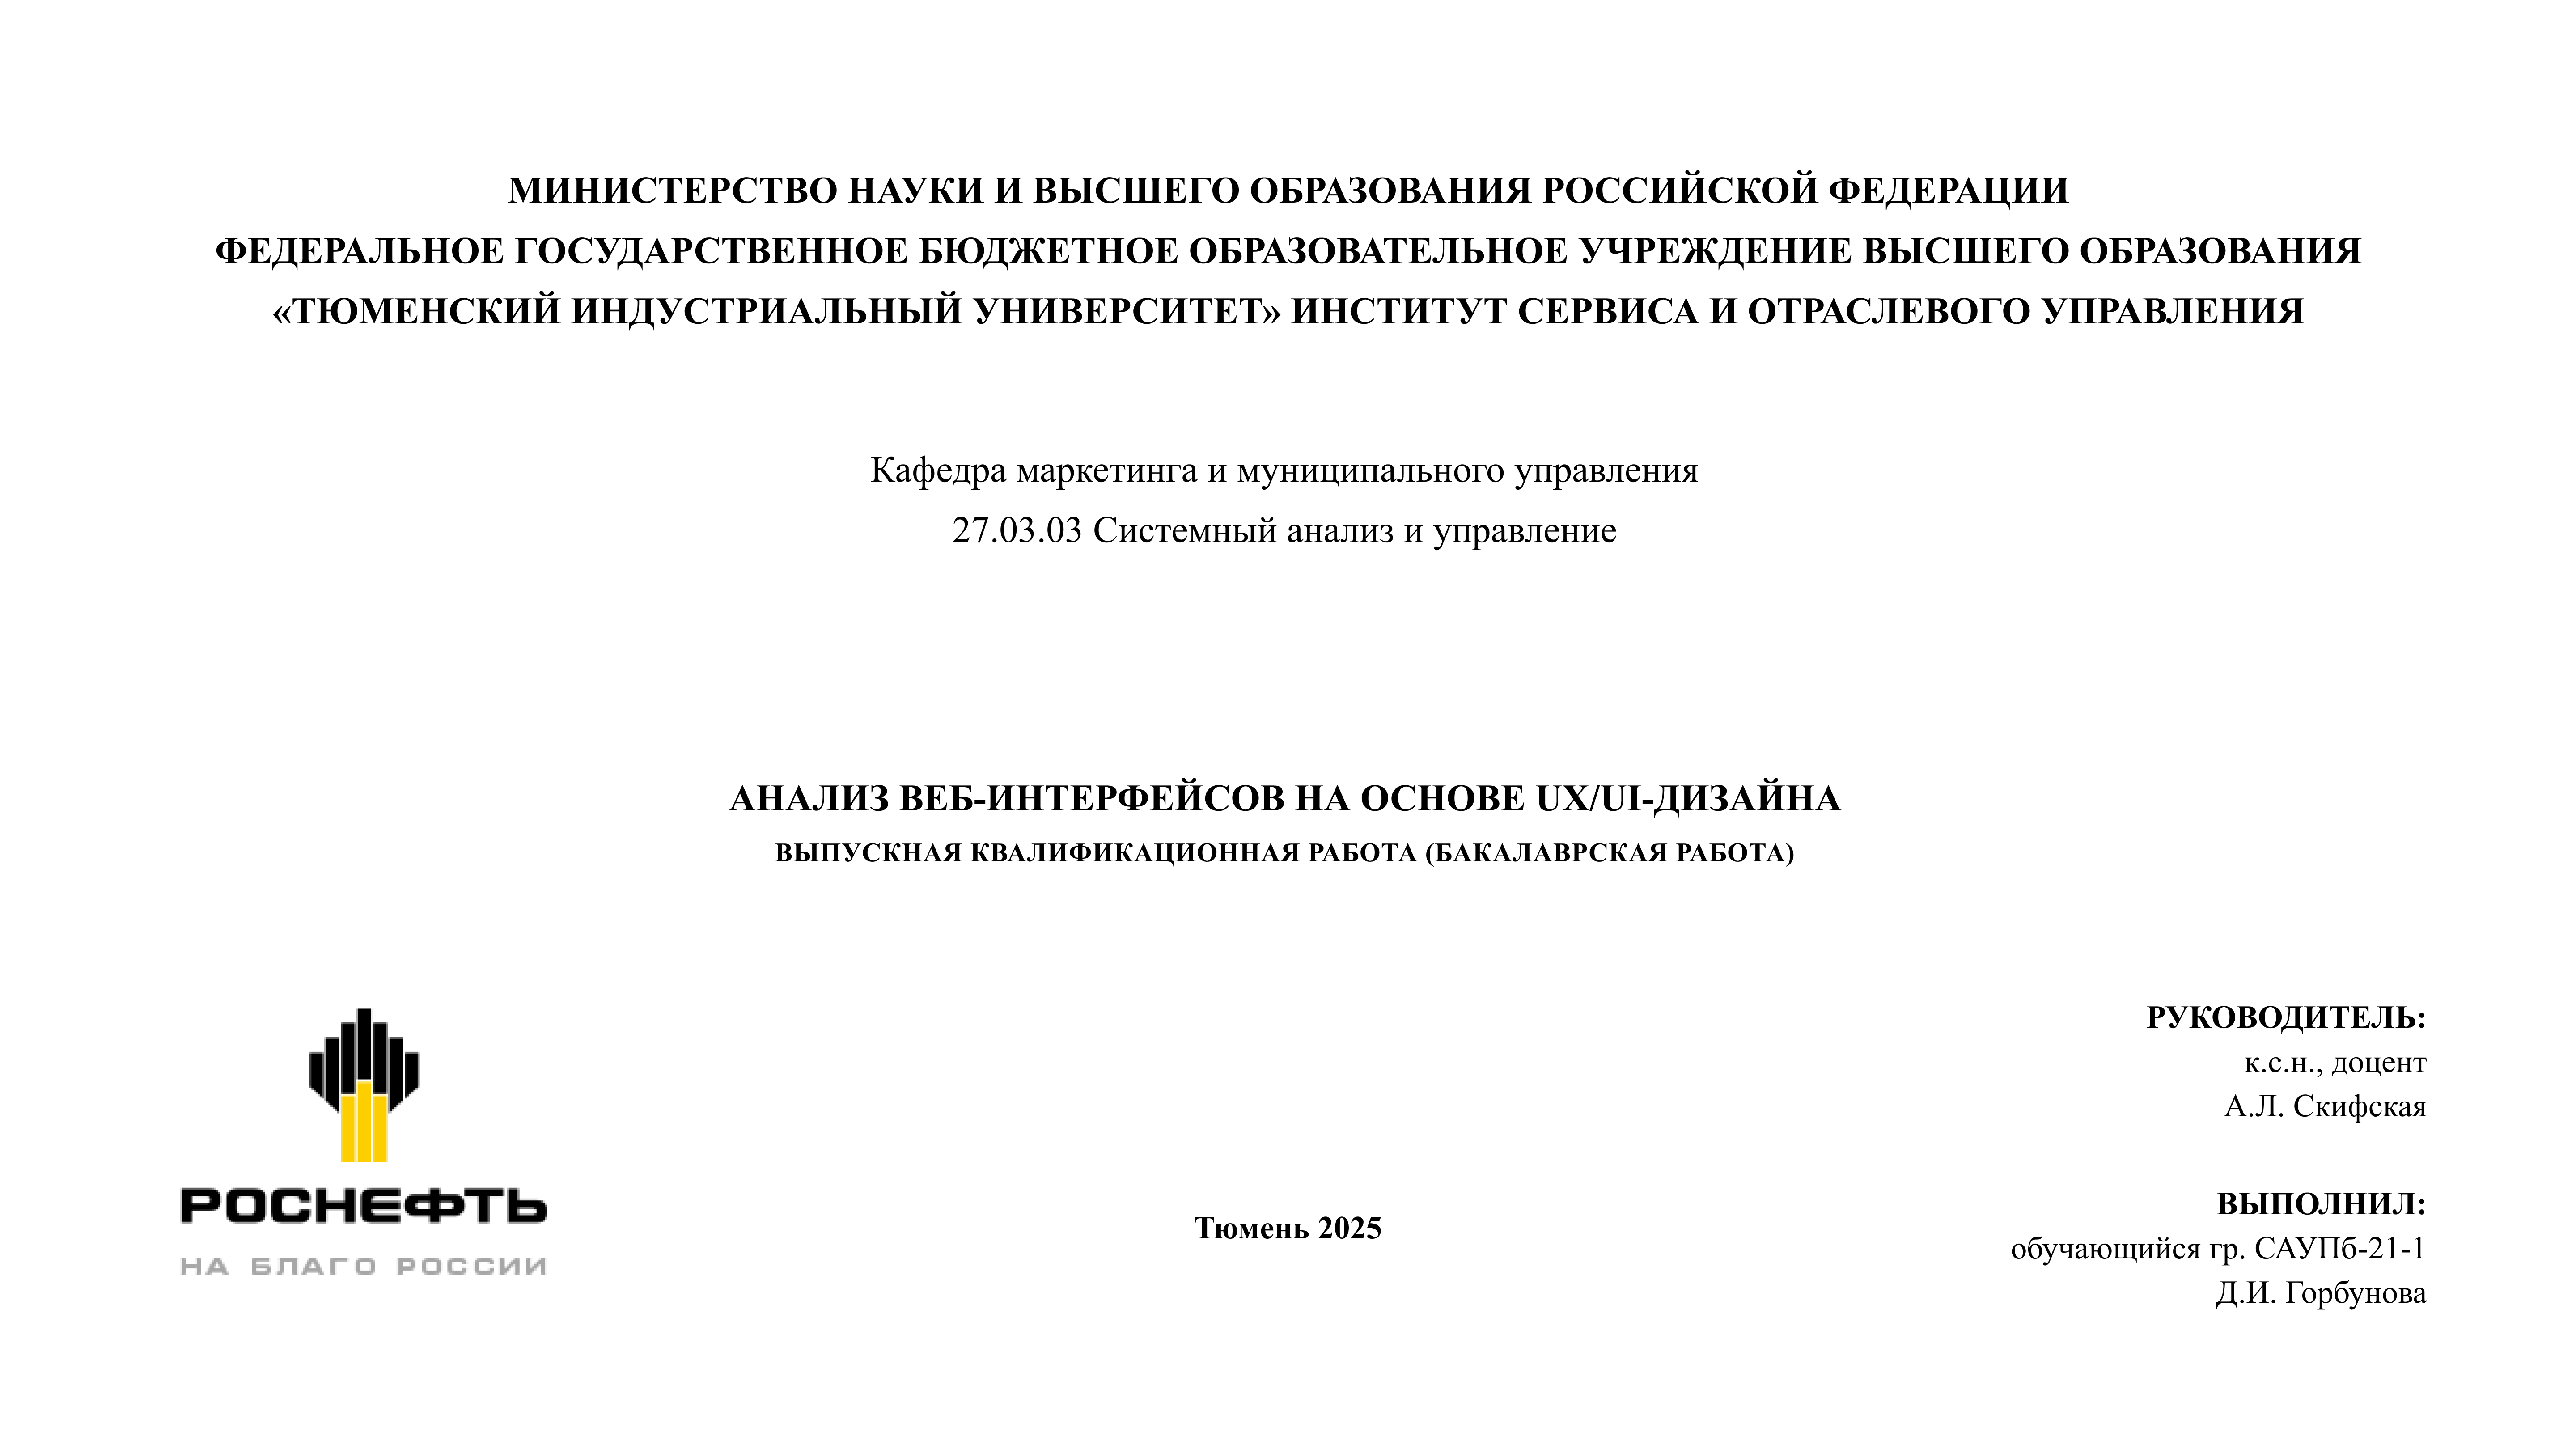 МИНИСТЕРСТВО НАУКИ И ВЫСШЕГО ОБРАЗОВАНИЯ РОССИЙСКОЙ ФЕДЕРАЦИИ
ФЕДЕРАЛЬНОЕ ГОСУДАРСТВЕННОЕ БЮДЖЕТНОЕ ОБРАЗОВАТЕЛЬНОЕ УЧРЕЖДЕНИЕ ВЫСШЕГО ОБРАЗОВАНИЯ
«ТЮМЕНСКИЙ ИНДУСТРИАЛЬНЫЙ УНИВЕРСИТЕТ» ИНСТИТУТ СЕРВИСА И ОТРАСЛЕВОГО УПРАВЛЕНИЯ
Кафедра маркетинга и муниципального управления
27.03.03 Системный анализ и управление
АНАЛИЗ ВЕБ-ИНТЕРФЕЙСОВ НА ОСНОВЕ UX/UI-ДИЗАЙНА
ВЫПУСКНАЯ КВАЛИФИКАЦИОННАЯ РАБОТА (БАКАЛАВРСКАЯ РАБОТА)
РОСНЕФТЬ
НА БЛАГО РОССИИ
Тюмень 2025
РУКОВОДИТЕЛЬ:
к.с.н., доцент
А.Л. Скифская
ВЫПОЛНИЛ:
обучающийся гр. САУПб-21-1
Д.И. Горбунова